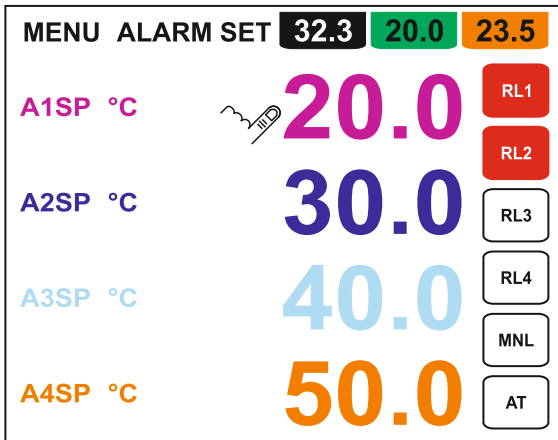 MENU ALARM SET 32.3 20.0 23.5
A1SP °C 20.0 RL1
RL2
A2SP °C 30.0 RL3
A3SP °C 40.0 RL4
MNL
A4SP °C 50.0 AT